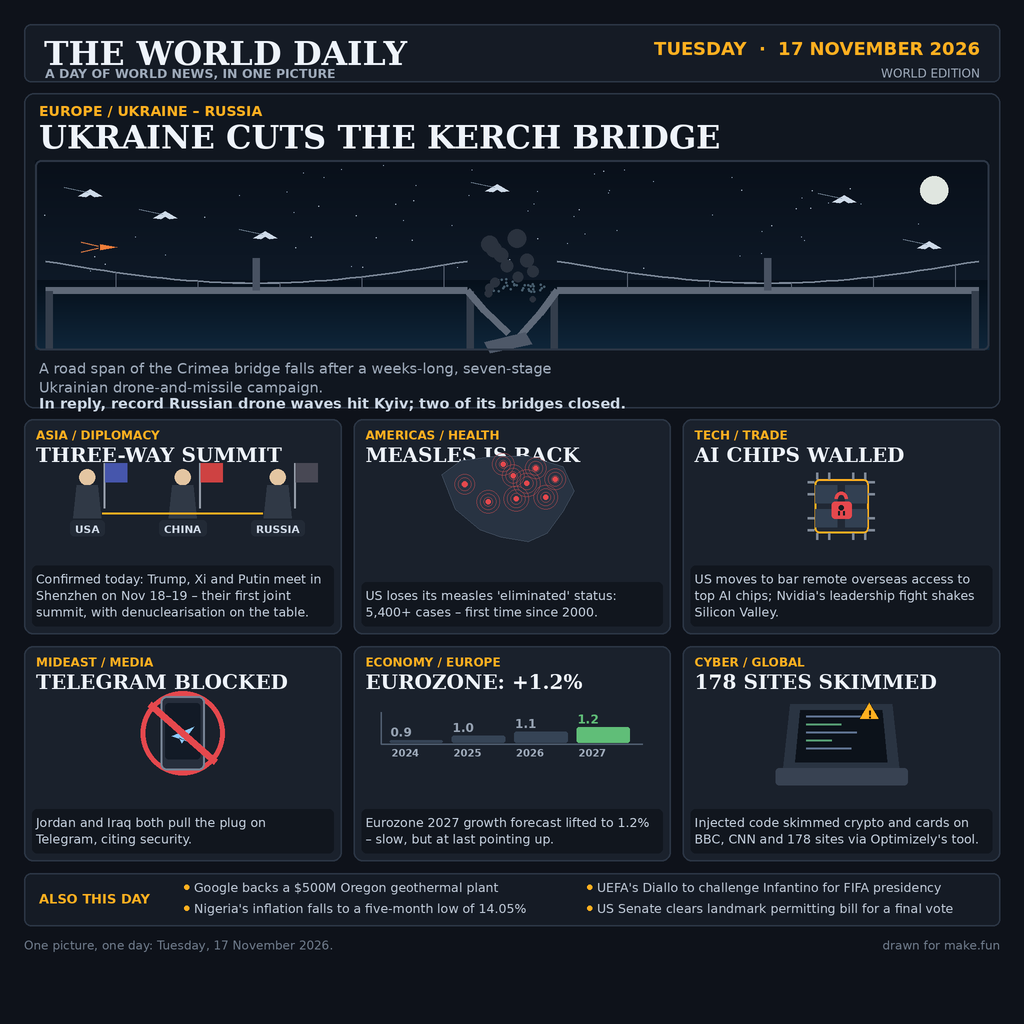 THE WORLD DAILY
A DAY OF WORLD NEWS, IN ONE PICTURE
TUESDAY · 17 NOVEMBER 2026
WORLD EDITION
EUROPE / UKRAINE – RUSSIA
UKRAINE CUTS THE KERCH BRIDGE
A road span of the Crimea bridge falls after a weeks-long, seven-stage
Ukrainian drone-and-missile campaign.
In reply, record Russian drone waves hit Kyiv; two of its bridges closed.
ASIA / DIPLOMACY
THREE-WAY SUMMIT
USA
CHINA
RUSSIA
Confirmed today: Trump, Xi and Putin meet in
Shenzhen on Nov 18–19 – their first joint
summit, with denuclearisation on the table.
AMERICAS / HEALTH
MEASLES IS BACK
US loses its measles 'eliminated' status:
5,400+ cases – first time since 2000.
TECH / TRADE
AI CHIPS WALLED
US moves to bar remote overseas access to
top AI chips; Nvidia's leadership fight shakes
Silicon Valley.
MIDEAST / MEDIA
TELEGRAM BLOCKED
Jordan and Iraq both pull the plug on
Telegram, citing security.
ECONOMY / EUROPE
EUROZONE: +1.2%
0.9
1.0
1.1
1.2
2024
2025
2026
2027
Eurozone 2027 growth forecast lifted to 1.2%
– slow, but at last pointing up.
CYBER / GLOBAL
178 SITES SKIMMED
Injected code skimmed crypto and cards on
BBC, CNN and 178 sites via Optimizely's tool.
ALSO THIS DAY
• Google backs a $500M Oregon geothermal plant
• Nigeria's inflation falls to a five-month low of 14.05%
• UEFA's Diallo to challenge Infantino for FIFA presidency
• US Senate clears landmark permitting bill for a final vote
One picture, one day: Tuesday, 17 November 2026.
drawn for make.fun